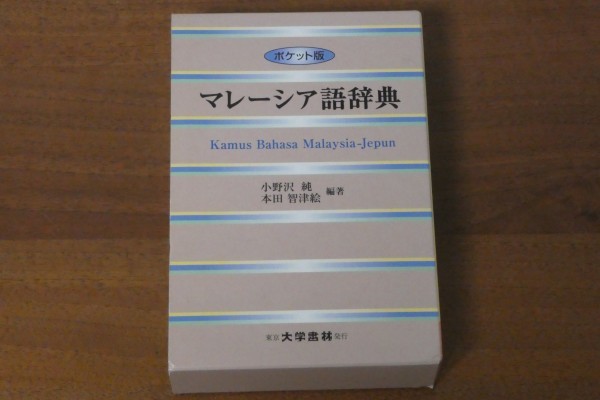 ポケット版
マレーシア語辞典
Kamus Bahasa Malaysia-Jepun
小野沢 純
本田 智津絵 編著
東京 大学書林 発行